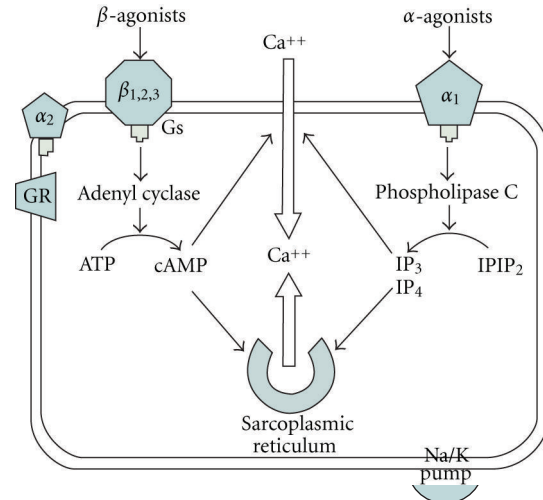 β-agonists
α-agonists
Ca++
β1,2,3
α1
α2
Gs
GR
Adenyl cyclase
Phospholipase C
ATP
cAMP
Ca++
IP3
IPIP2
IP4
Sarcoplasmic
reticulum
Na/K
pump